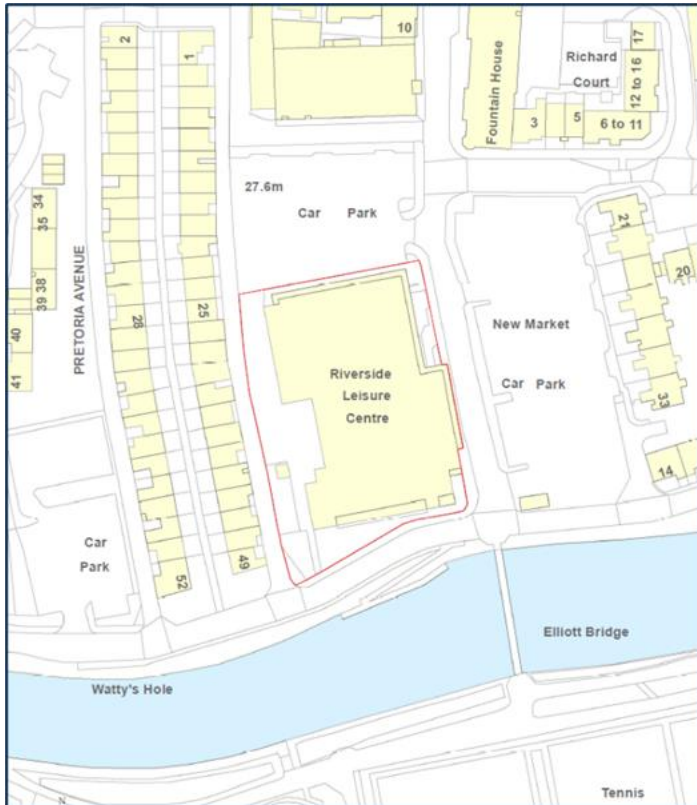 2
1
10
Fountain House
Richard
Court
17
12 to 16
3
5
6 to 11
34
35
27.6m
Car Park
21
20
PRETORIA AVENUE
39 38
28
25
40
41
New Market
Car Park
Riverside
Leisure
Centre
33
14
Car
Park
52
49
Elliott Bridge
Watty's Hole
Tennis
N